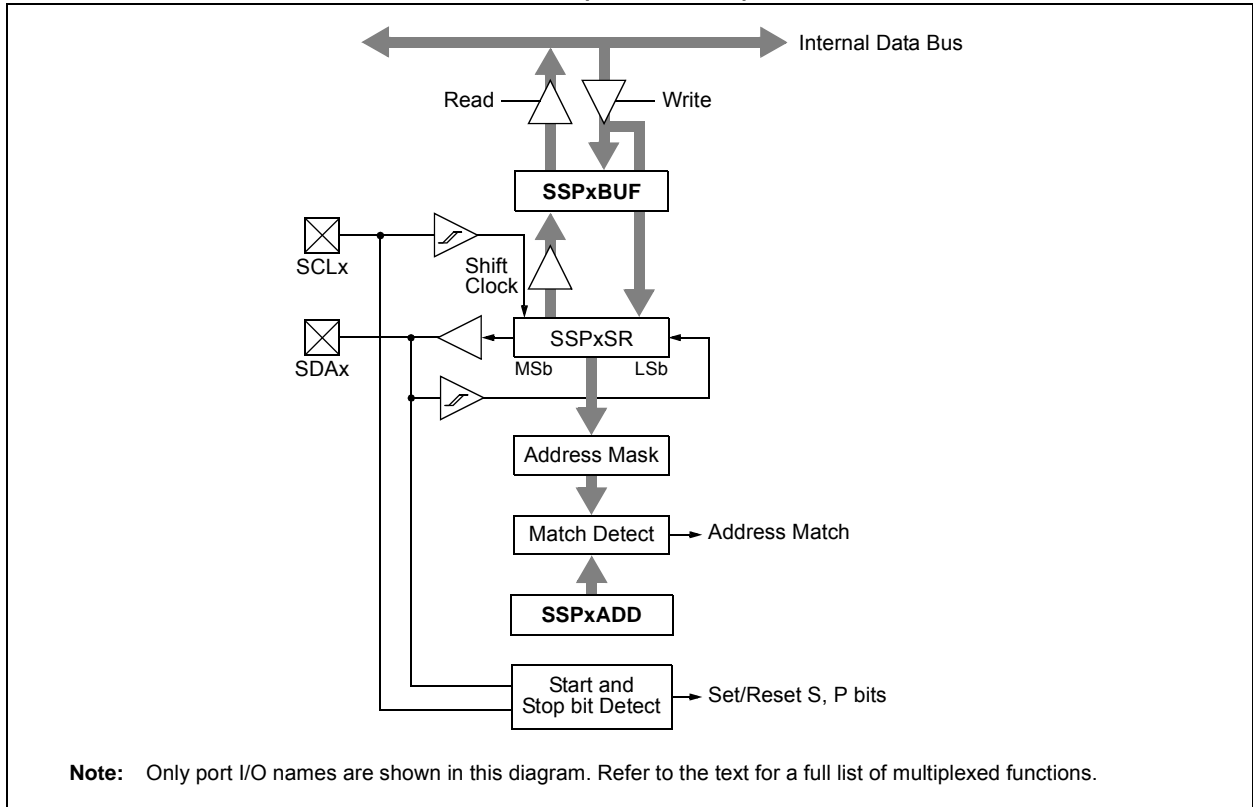 Internal Data Bus
Read
Write
SSPxBUF
SCLx
Shift
Clock
SSPxSR
MSb
LSb
SDAx
Address Mask
Match Detect
Address Match
SSPxADD
Start and
Stop bit Detect
Set/Reset S, P bits
Note: Only port I/O names are shown in this diagram. Refer to the text for a full list of multiplexed functions.